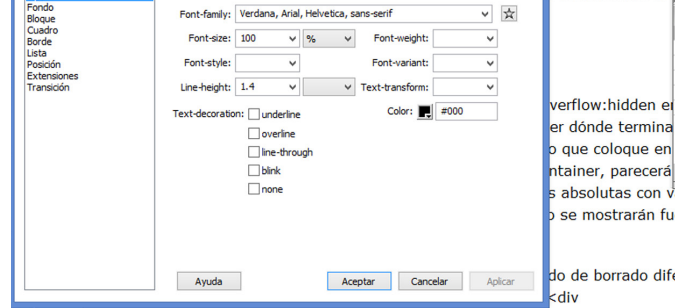 Fondo
Bloque
Cuadro
Borde
Lista
Posición
Extensiones
Transición
Font-family: Verdana, Arial, Helvetica, sans-serif
Font-size: 100 % Font-weight:
Font-style: Font-variant:
Line-height: 1.4 Text-transform:
Text-decoration: underline Color: #000
overline
line-through
blink
none
Ayuda Aceptar Cancelar Aplicar
verflow:hidden en
er dónde termina
o que coloque en
ntainer, parecerá
s absolutas con v
o se mostrarán fu
do de borrado dife
<div